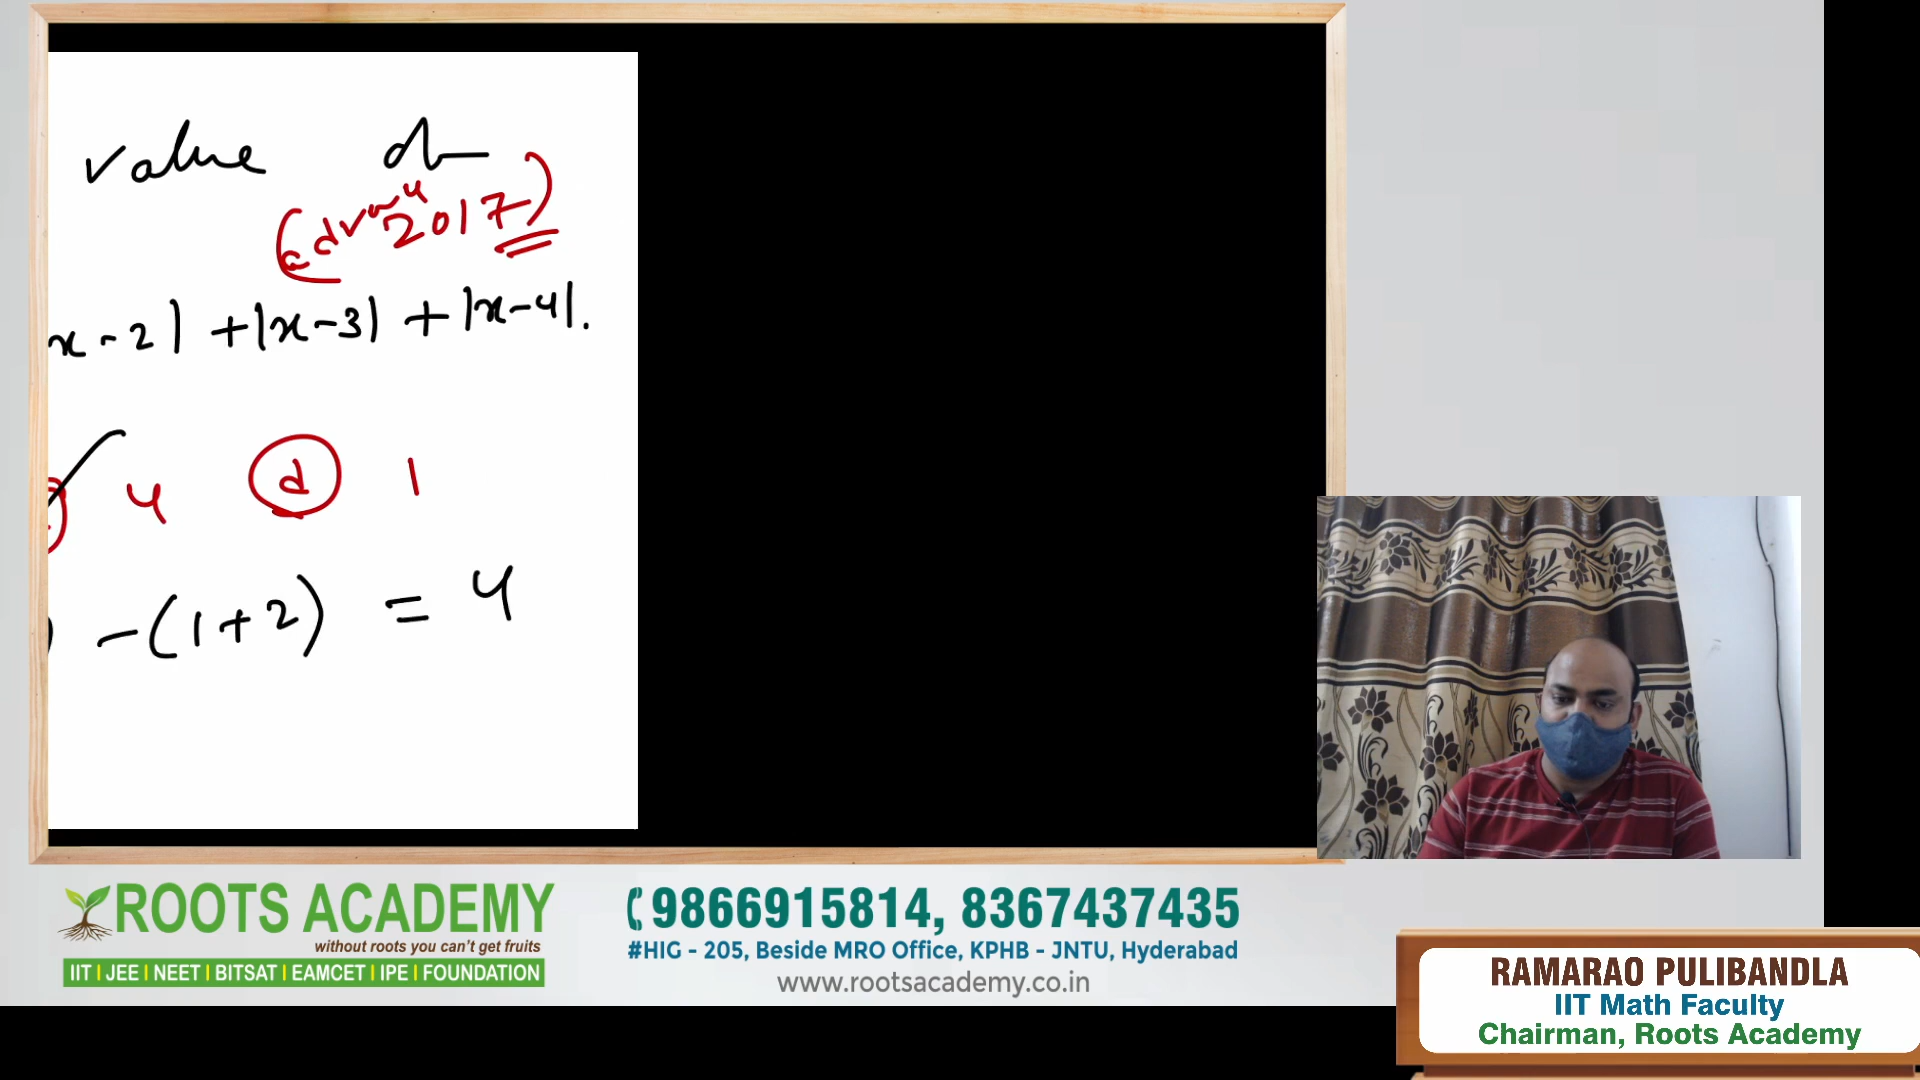 value of
(adv 2017)
x-2| +|x-3| + |x-4|.
4 d 1
) -(1+2) = 4
ROOTS ACADEMY
without roots you can't get fruits
IIT | JEE | NEET | BITSAT | EAMCET | IPE | FOUNDATION
9866915814, 8367437435
#HIG - 205, Beside MRO Office, KPHB - JNTU, Hyderabad
www.rootsacademy.co.in
RAMARAO PULIBANDLA
IIT Math Faculty
Chairman, Roots Academy